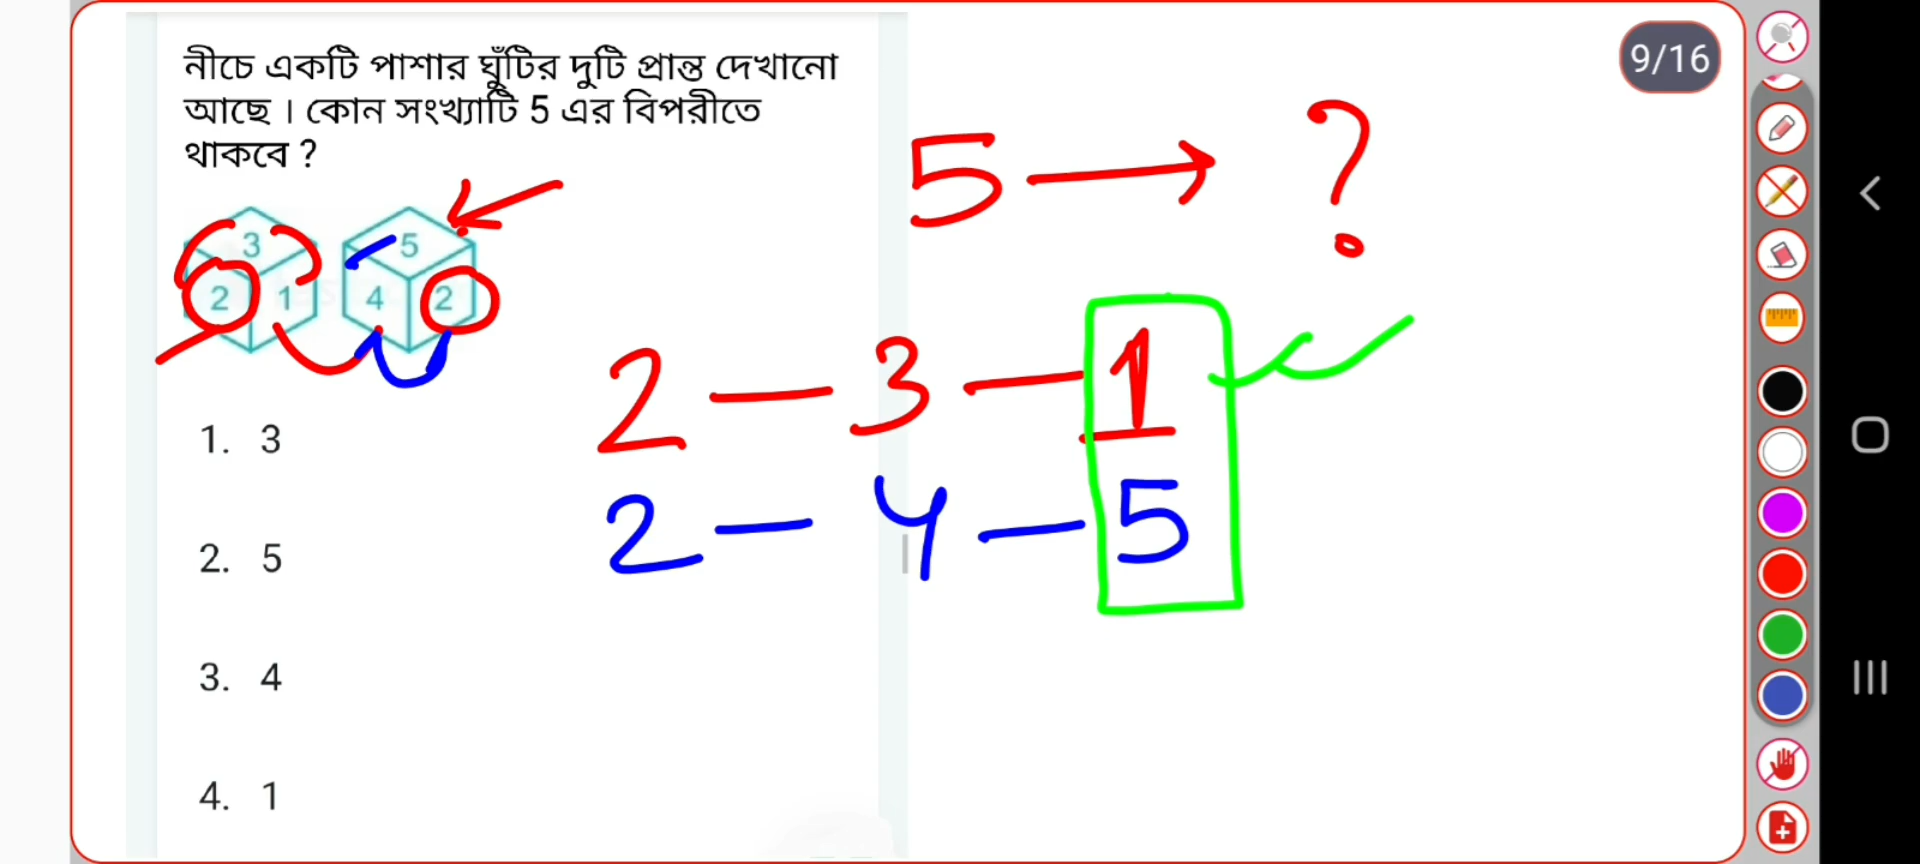 নীচে একটি পাশার ঘুঁটির দুটি প্রান্ত দেখানো
আছে । কোন সংখ্যাটি 5 এর বিপরীতে
থাকবে ?
3
2 1
5
4 2
1. 3
2. 5
3. 4
4. 1
5 → ?
2 — 3 — 1
2 — 4 — 5
9/16